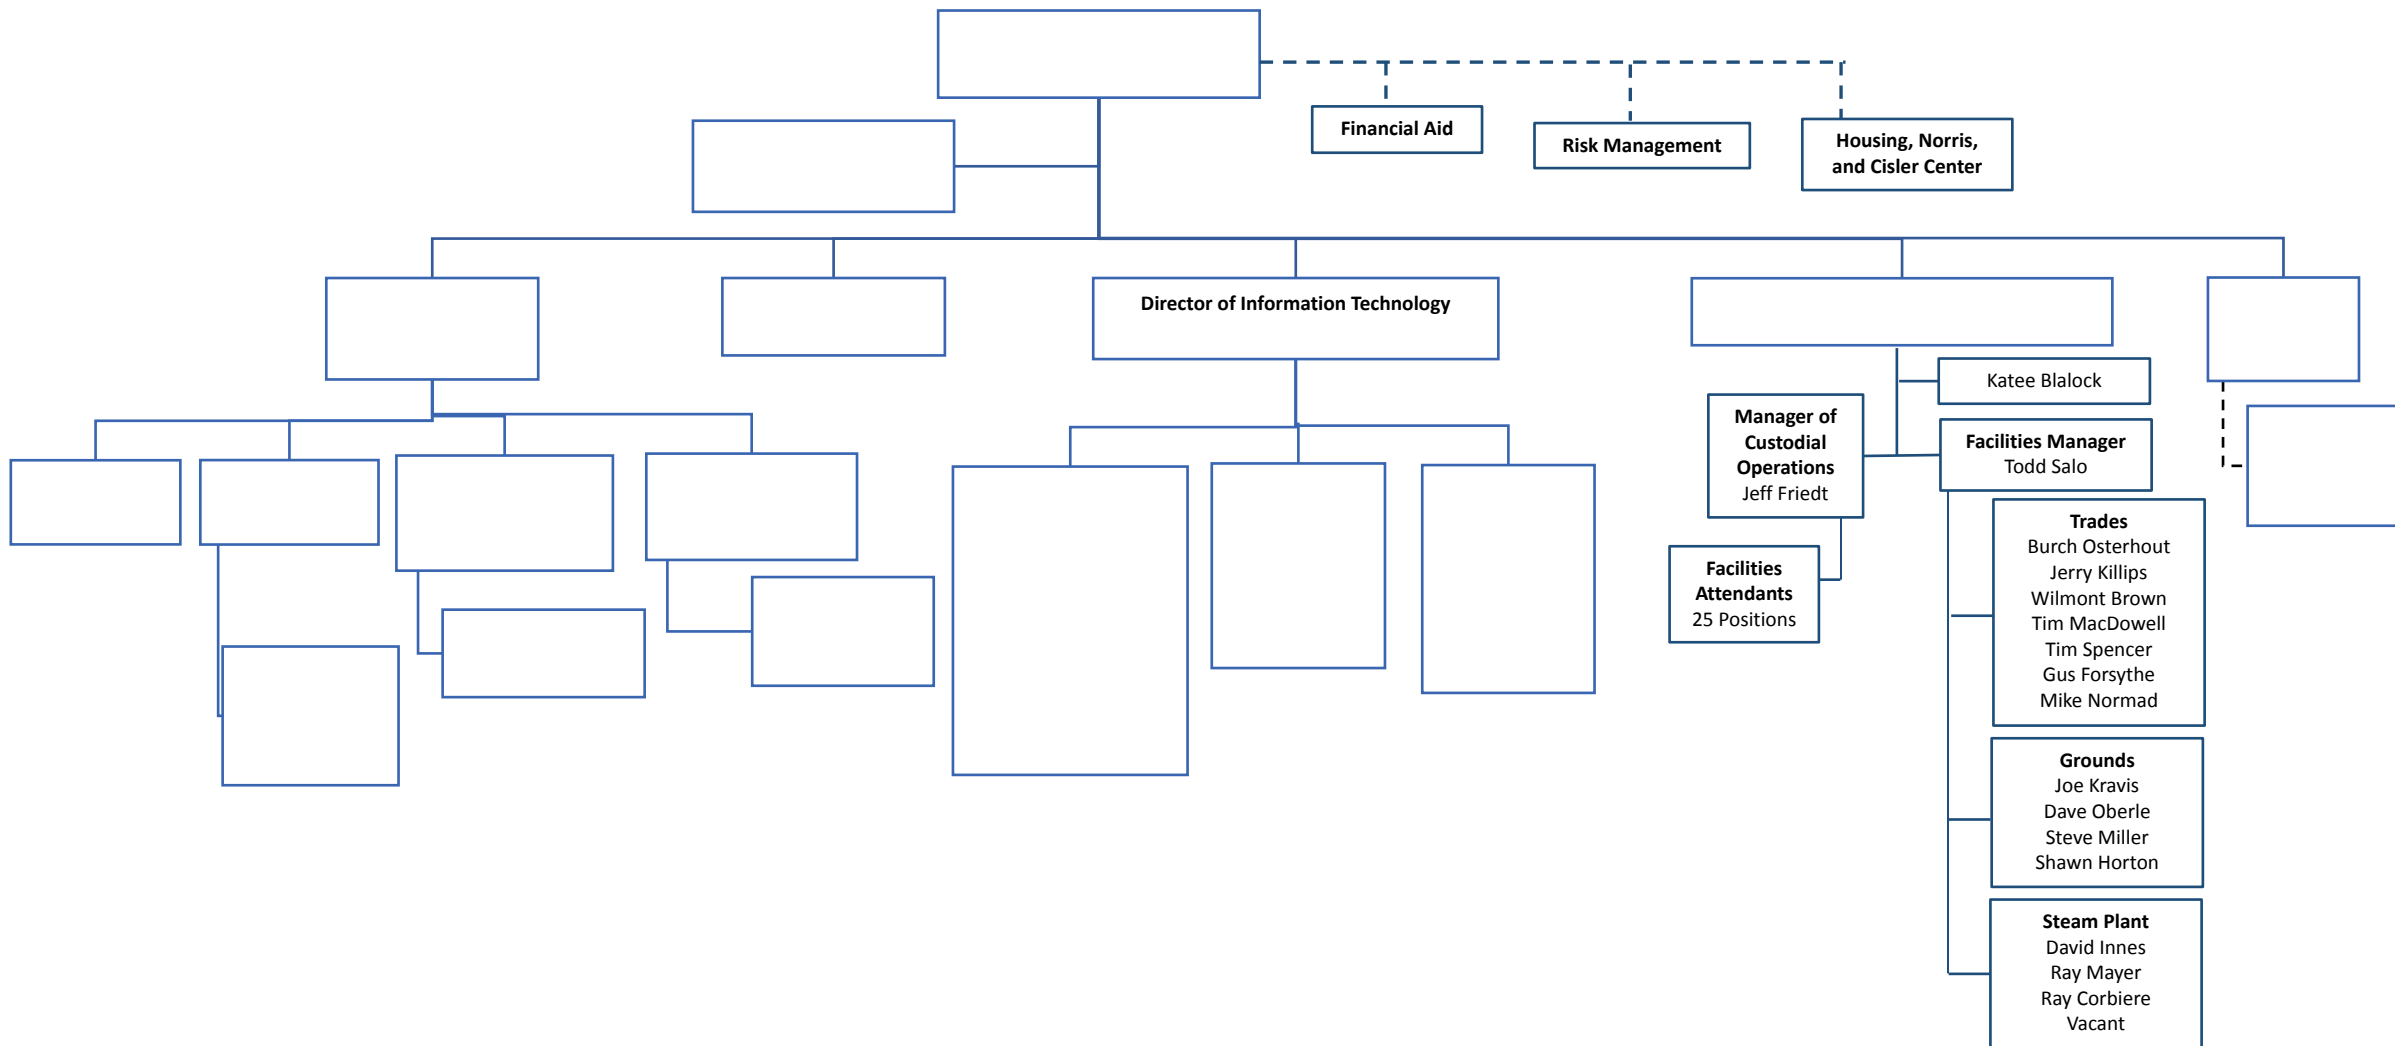 Financial Aid
Risk Management
Housing, Norris,
and Cisler Center
Director of Information Technology
Katee Blalock
Manager of
Custodial
Operations
Jeff Friedt
Facilities Manager
Todd Salo
Facilities
Attendants
25 Positions
Trades
Burch Osterhout
Jerry Killips
Wilmont Brown
Tim MacDowell
Tim Spencer
Gus Forsythe
Mike Normad
Grounds
Joe Kravis
Dave Oberle
Steve Miller
Shawn Horton
Steam Plant
David Innes
Ray Mayer
Ray Corbiere
Vacant